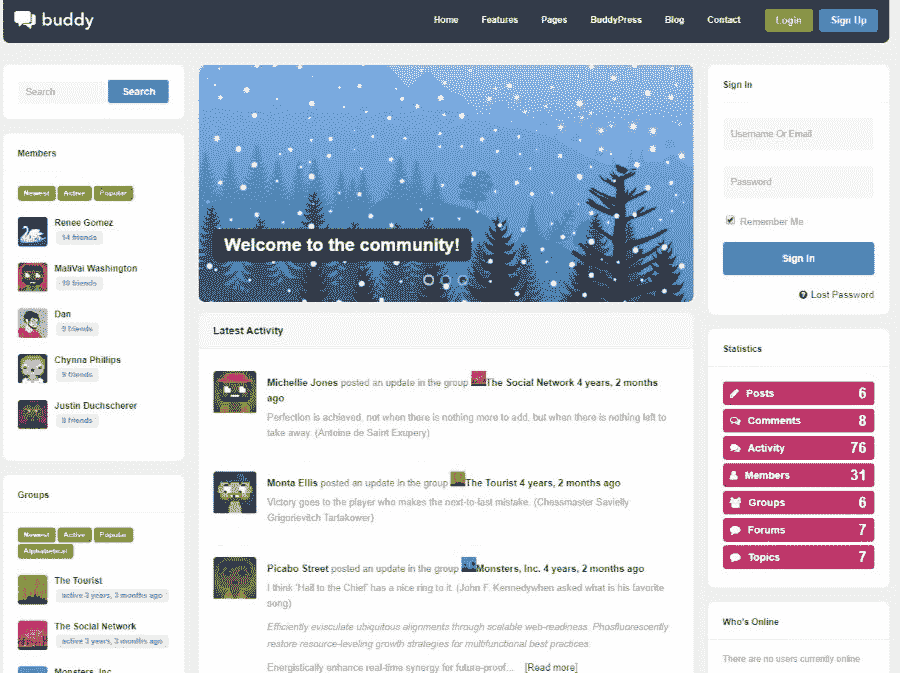 buddy
Home Features Pages BuddyPress Blog Contact Login Sign Up
Search Search
Members
Newest Active Popular
Renee Gomez
14 friends
MaliVai Washington
10 friends
Dan
9 friends
Chynna Phillips
9 friends
Justin Duchscherer
8 friends
Groups
Newest Active Popular
Alphabetical
The Tourist
active 3 years, 3 months ago
The Social Network
active 3 years, 3 months ago
Monsters, Inc.
Welcome to the community!
Latest Activity
Michellie Jones posted an update in the group The Social Network 4 years, 2 months
ago
Perfection is achieved, not when there is nothing more to add, but when there is nothing left to
take away. (Antoine de Saint Exupery)
Monta Ellis posted an update in the group The Tourist 4 years, 2 months ago
Victory goes to the player who makes the next-to-last mistake. (Chessmaster Savielly
Grigorievitch Tartakower)
Picabo Street posted an update in the group Monsters, Inc. 4 years, 2 months ago
I think 'Hail to the Chief' has a nice ring to it. (John F. Kennedywhen asked what is his favorite
song)
Efficiently evisculate ubiquitous alignments through scalable web-readiness. Phosfluorescently
restore resource-leveling growth strategies for multifunctional best practices.
Energistically enhance real-time synergy for future-proof... [Read more]
Sign In
Username Or Email
Password
Remember Me
Sign In
Lost Password
Statistics
Posts 6
Comments 8
Activity 76
Members 31
Groups 6
Forums 7
Topics 7
Who's Online
There are no users currently online